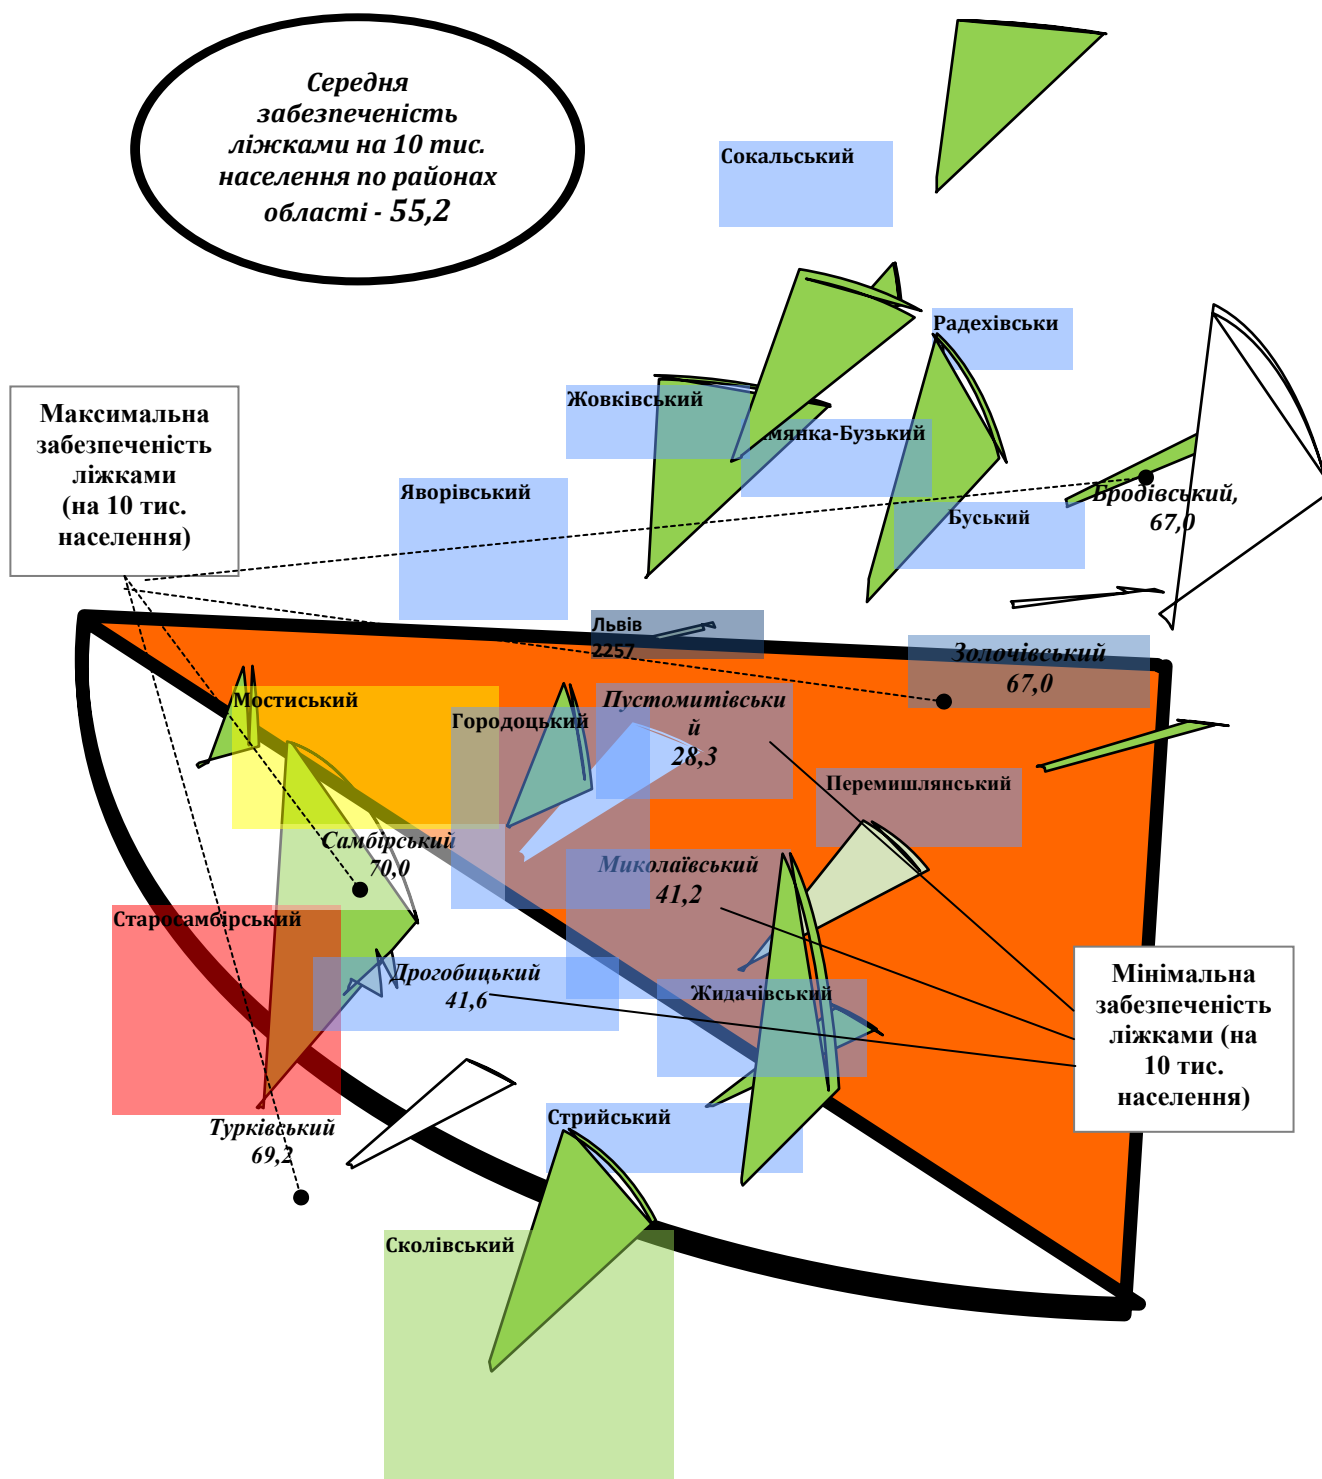 Середня
забезпеченість
ліжками на 10 тис.
населення по районах
області - 55,2
Сокальський
Радехівськи
Максимальна
забезпеченість
ліжками
(на 10 тис.
населення)
Жовківський
мянка-Бузький
Яворівський
Бродівський,
67,0
Буський
Львів
2257
Золочівський
67,0
Мостиський
Пустомитівськи
й
28,3
Городоцький
Перемишлянський
Самбірський
70,0
Миколаївський
41,2
Старосамбірський
Дрогобицький
41,6
Жидачівський
Мінімальна
забезпеченість
ліжками (на
10 тис.
населення)
Турківський
69,2
Стрийський
Сколівський